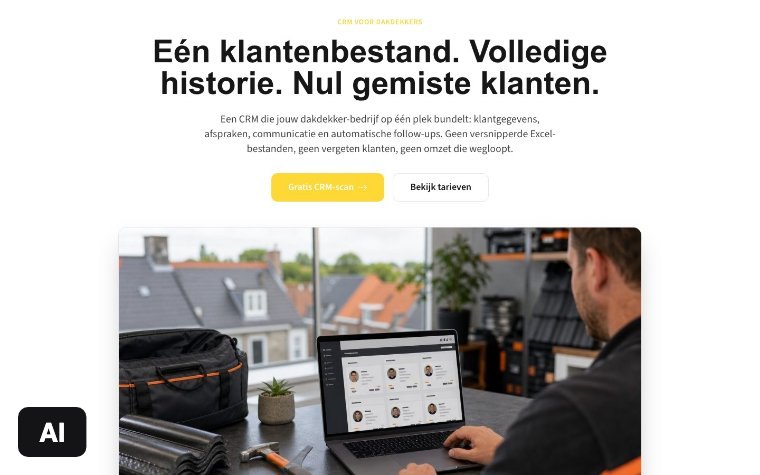 CRM VOOR DAKDEKKERS
Eén klantenbestand. Volledige
historie. Nul gemiste klanten.
Een CRM die jouw dakdekker-bedrijf op één plek bundelt: klantgegevens,
afspraken, communicatie en automatische follow-ups. Geen versnipperde Excel-
bestanden, geen vergeten klanten, geen omzet die wegloopt.
Gratis CRM-scan →
Bekijk tarieven
AI